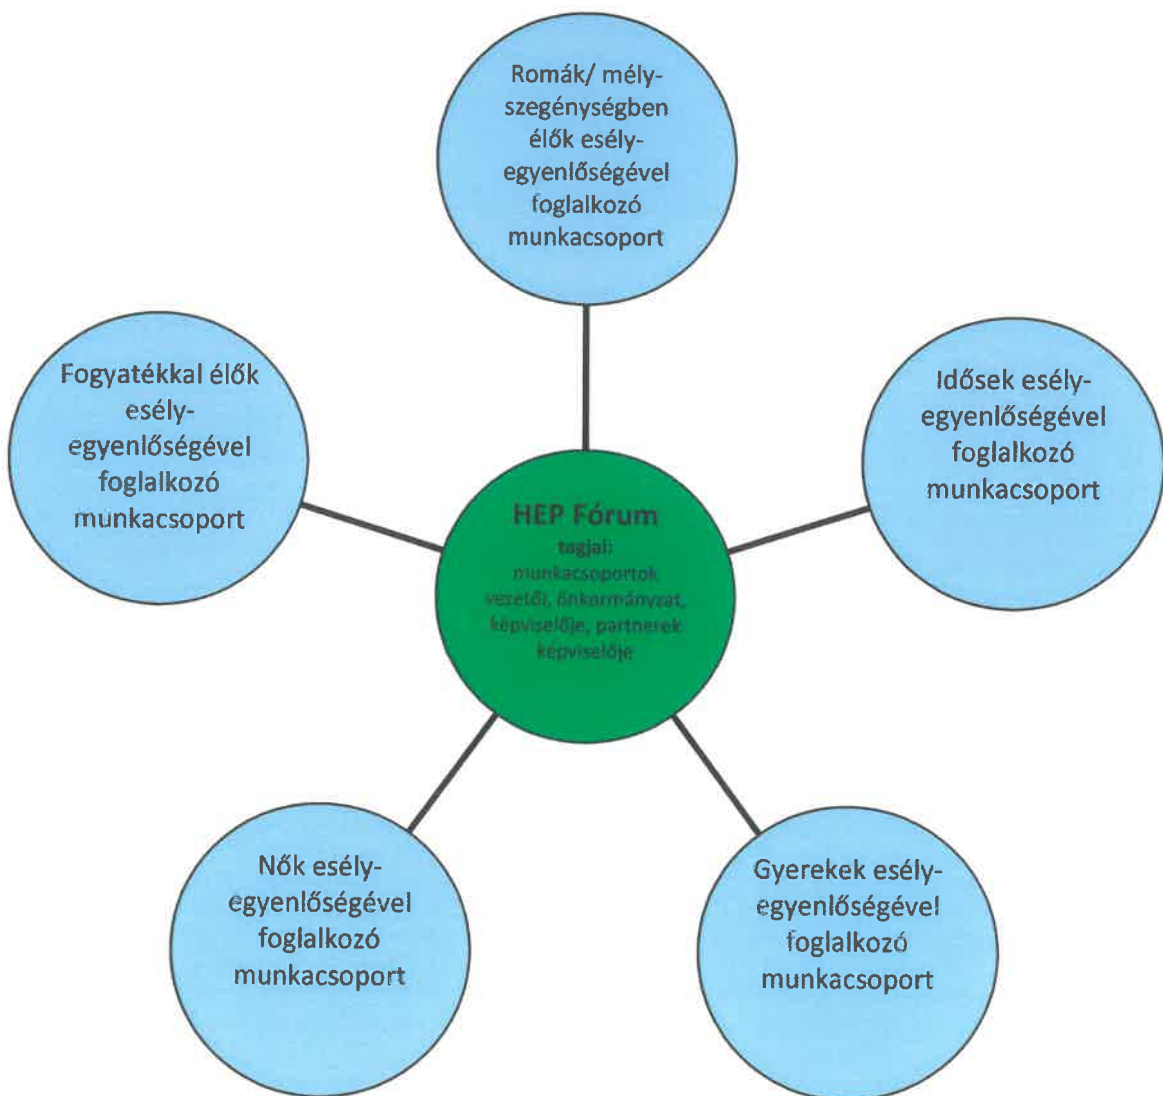 Romák/ mély-
szegénységben
élők esély-
egyenlőségével
foglalkozó
munkacsoport
Fogyatékkal élők
esély-
egyenlőségével
foglalkozó
munkacsoport
Idősek esély-
egyenlőségével
foglalkozó
munkacsoport
HEP Fórum
tagjai:
munkacsoportok
vezetői, önkormányzat,
képviselője, partnerek
képviselője
Nők esély-
egyenlőségével
foglalkozó
munkacsoport
Gyerekek esély-
egyenlőségével
foglalkozó
munkacsoport